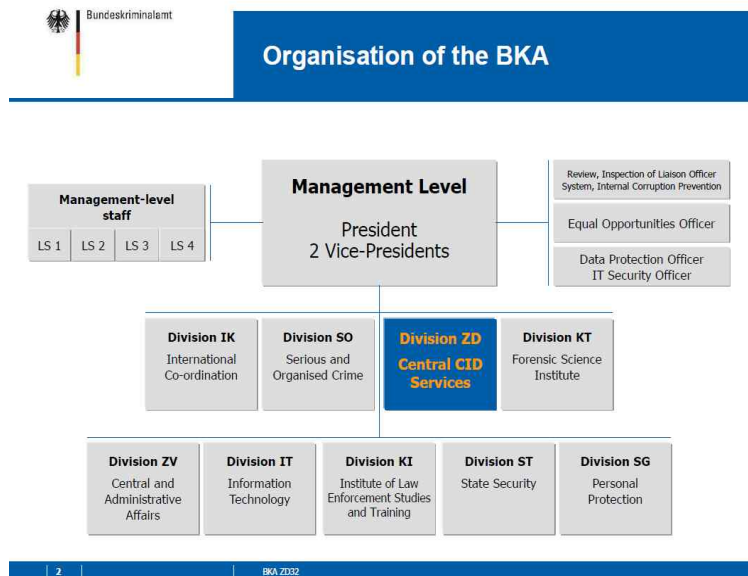 Bundeskriminalamt
Organisation of the BKA
Management-level
staff
LS 1 LS 2 LS 3 LS 4
Management Level
President
2 Vice-Presidents
Review, Inspection of Liaison Officer
System, Internal Corruption Prevention
Equal Opportunities Officer
Data Protection Officer
IT Security Officer
Division IK
International
Co-ordination
Division SO
Serious and
Organised Crime
Division ZD
Central CID
Services
Division KT
Forensic Science
Institute
Division ZV
Central and
Administrative
Affairs
Division IT
Information
Technology
Division KI
Institute of Law
Enforcement Studies
and Training
Division ST
State Security
Division SG
Personal
Protection
2
BKA ZD32